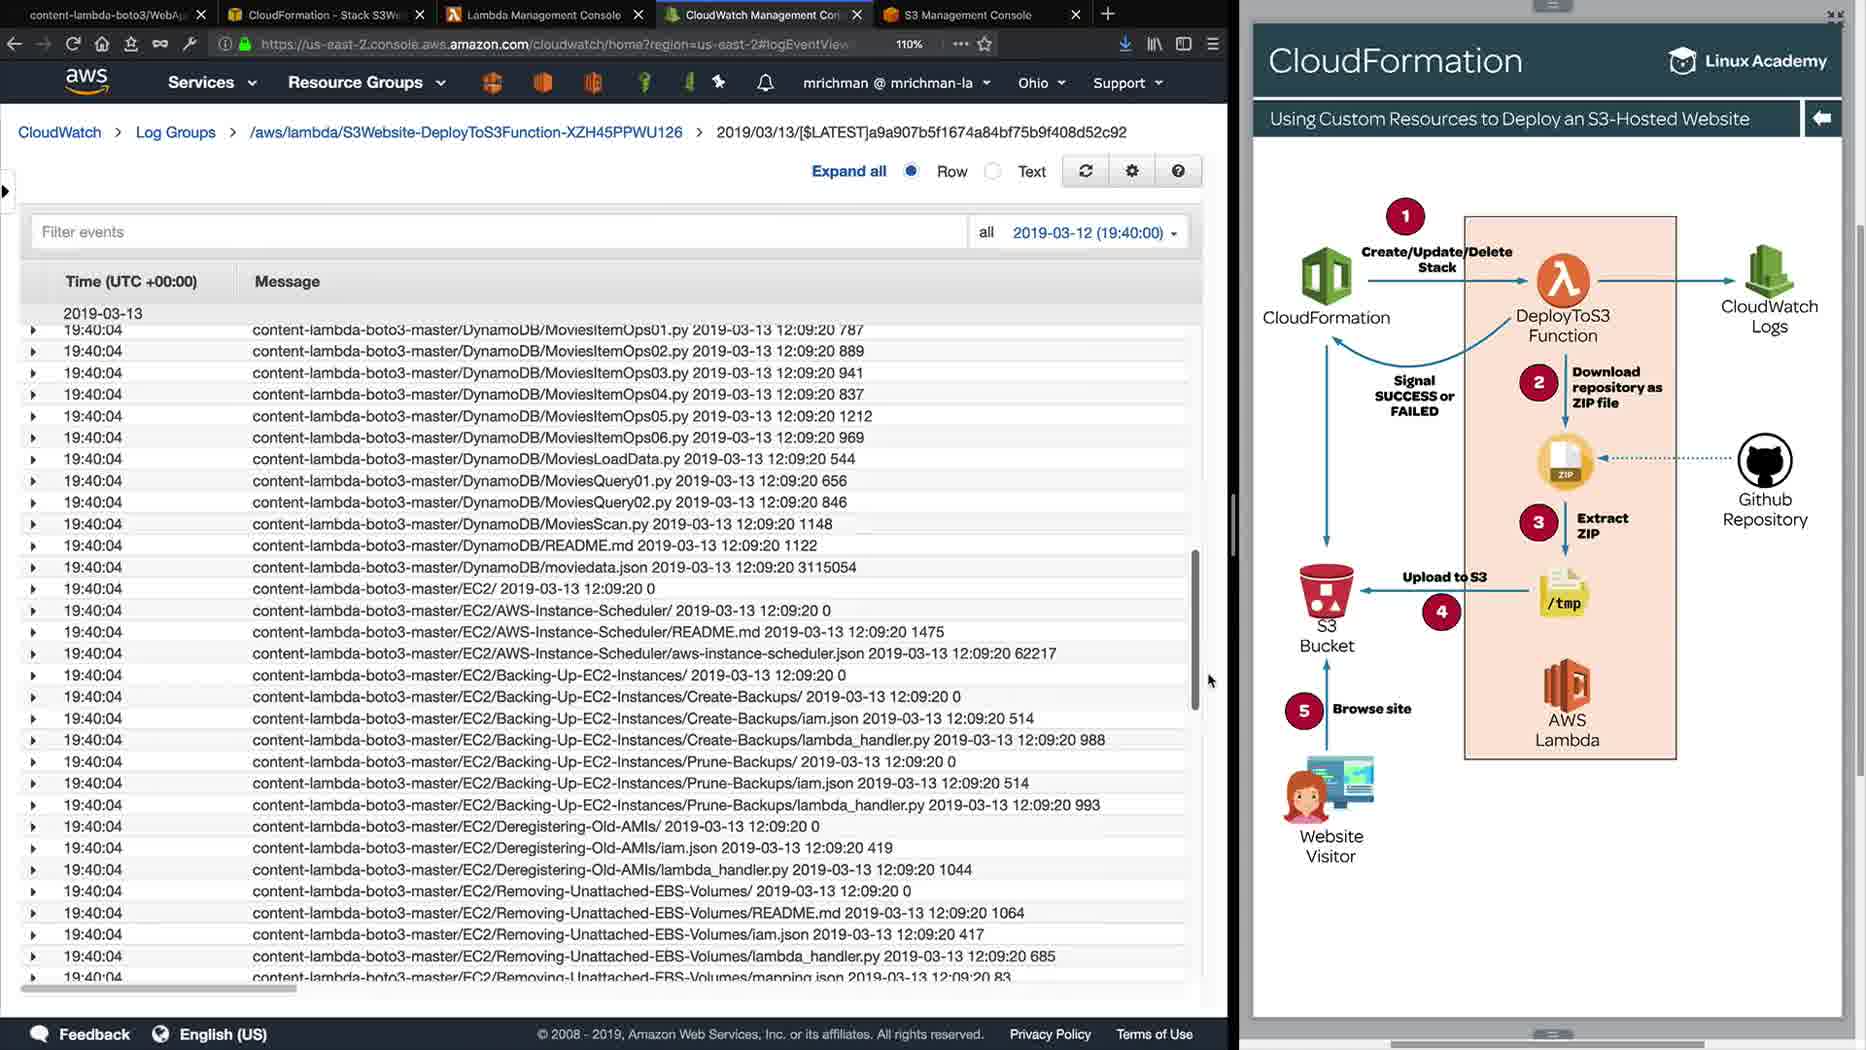 content-lambda-boto3/WebAp
CloudFormation - Stack S3We
Lambda Management Console
CloudWatch Management Con
S3 Management Console
https://us-east-2.console.aws.amazon.com/cloudwatch/home?region=us-east-2#logEventView
110%
aws
Services
Resource Groups
mrichman @ mrichman-la
Ohio
Support
CloudWatch
Log Groups
/aws/lambda/S3Website-DeployToS3Function-XZH45PPWU126
2019/03/13/[$LATEST]a9a907b5f1674a84bf75b9f408d52c92
Expand all
Row
Text
Filter events
all 2019-03-12 (19:40:00)
Time (UTC +00:00)
Message
2019-03-13
19:40:04 content-lambda-boto3-master/DynamoDB/MoviesItemOps01.py 2019-03-13 12:09:20 787
19:40:04 content-lambda-boto3-master/DynamoDB/MoviesItemOps02.py 2019-03-13 12:09:20 889
19:40:04 content-lambda-boto3-master/DynamoDB/MoviesItemOps03.py 2019-03-13 12:09:20 941
19:40:04 content-lambda-boto3-master/DynamoDB/MoviesItemOps04.py 2019-03-13 12:09:20 837
19:40:04 content-lambda-boto3-master/DynamoDB/MoviesItemOps05.py 2019-03-13 12:09:20 1212
19:40:04 content-lambda-boto3-master/DynamoDB/MoviesItemOps06.py 2019-03-13 12:09:20 969
19:40:04 content-lambda-boto3-master/DynamoDB/MoviesLoadData.py 2019-03-13 12:09:20 544
19:40:04 content-lambda-boto3-master/DynamoDB/MoviesQuery01.py 2019-03-13 12:09:20 656
19:40:04 content-lambda-boto3-master/DynamoDB/MoviesQuery02.py 2019-03-13 12:09:20 846
19:40:04 content-lambda-boto3-master/DynamoDB/MoviesScan.py 2019-03-13 12:09:20 1148
19:40:04 content-lambda-boto3-master/DynamoDB/README.md 2019-03-13 12:09:20 1122
19:40:04 content-lambda-boto3-master/DynamoDB/moviedata.json 2019-03-13 12:09:20 3115054
19:40:04 content-lambda-boto3-master/EC2/ 2019-03-13 12:09:20 0
19:40:04 content-lambda-boto3-master/EC2/AWS-Instance-Scheduler/ 2019-03-13 12:09:20 0
19:40:04 content-lambda-boto3-master/EC2/AWS-Instance-Scheduler/README.md 2019-03-13 12:09:20 1475
19:40:04 content-lambda-boto3-master/EC2/AWS-Instance-Scheduler/aws-instance-scheduler.json 2019-03-13 12:09:20 62217
19:40:04 content-lambda-boto3-master/EC2/Backing-Up-EC2-Instances/ 2019-03-13 12:09:20 0
19:40:04 content-lambda-boto3-master/EC2/Backing-Up-EC2-Instances/Create-Backups/ 2019-03-13 12:09:20 0
19:40:04 content-lambda-boto3-master/EC2/Backing-Up-EC2-Instances/Create-Backups/iam.json 2019-03-13 12:09:20 514
19:40:04 content-lambda-boto3-master/EC2/Backing-Up-EC2-Instances/Create-Backups/lambda_handler.py 2019-03-13 12:09:20 988
19:40:04 content-lambda-boto3-master/EC2/Backing-Up-EC2-Instances/Prune-Backups/ 2019-03-13 12:09:20 0
19:40:04 content-lambda-boto3-master/EC2/Backing-Up-EC2-Instances/Prune-Backups/iam.json 2019-03-13 12:09:20 514
19:40:04 content-lambda-boto3-master/EC2/Backing-Up-EC2-Instances/Prune-Backups/lambda_handler.py 2019-03-13 12:09:20 993
19:40:04 content-lambda-boto3-master/EC2/Deregistering-Old-AMIs/ 2019-03-13 12:09:20 0
19:40:04 content-lambda-boto3-master/EC2/Deregistering-Old-AMIs/iam.json 2019-03-13 12:09:20 419
19:40:04 content-lambda-boto3-master/EC2/Deregistering-Old-AMIs/lambda_handler.py 2019-03-13 12:09:20 1044
19:40:04 content-lambda-boto3-master/EC2/Removing-Unattached-EBS-Volumes/ 2019-03-13 12:09:20 0
19:40:04 content-lambda-boto3-master/EC2/Removing-Unattached-EBS-Volumes/README.md 2019-03-13 12:09:20 1064
19:40:04 content-lambda-boto3-master/EC2/Removing-Unattached-EBS-Volumes/iam.json 2019-03-13 12:09:20 417
19:40:04 content-lambda-boto3-master/EC2/Removing-Unattached-EBS-Volumes/lambda_handler.py 2019-03-13 12:09:20 685
19:40:04 content-lambda-boto3-master/EC2/Removing-Unattached-EBS-Volumes/mapping.json 2019-03-13 12:09:20 83
Feedback
English (US)
© 2008 - 2019, Amazon Web Services, Inc. or its affiliates. All rights reserved.
Privacy Policy
Terms of Use
CloudFormation
Linux Academy
Using Custom Resources to Deploy an S3-Hosted Website
1
Create/Update/Delete
Stack
CloudFormation
DeployToS3
Function
CloudWatch
Logs
Signal
SUCCESS or
FAILED
2
Download
repository as
ZIP file
ZIP
Github
Repository
3
Extract
ZIP
Upload to S3
4
/tmp
S3
Bucket
AWS
Lambda
5
Browse site
Website
Visitor